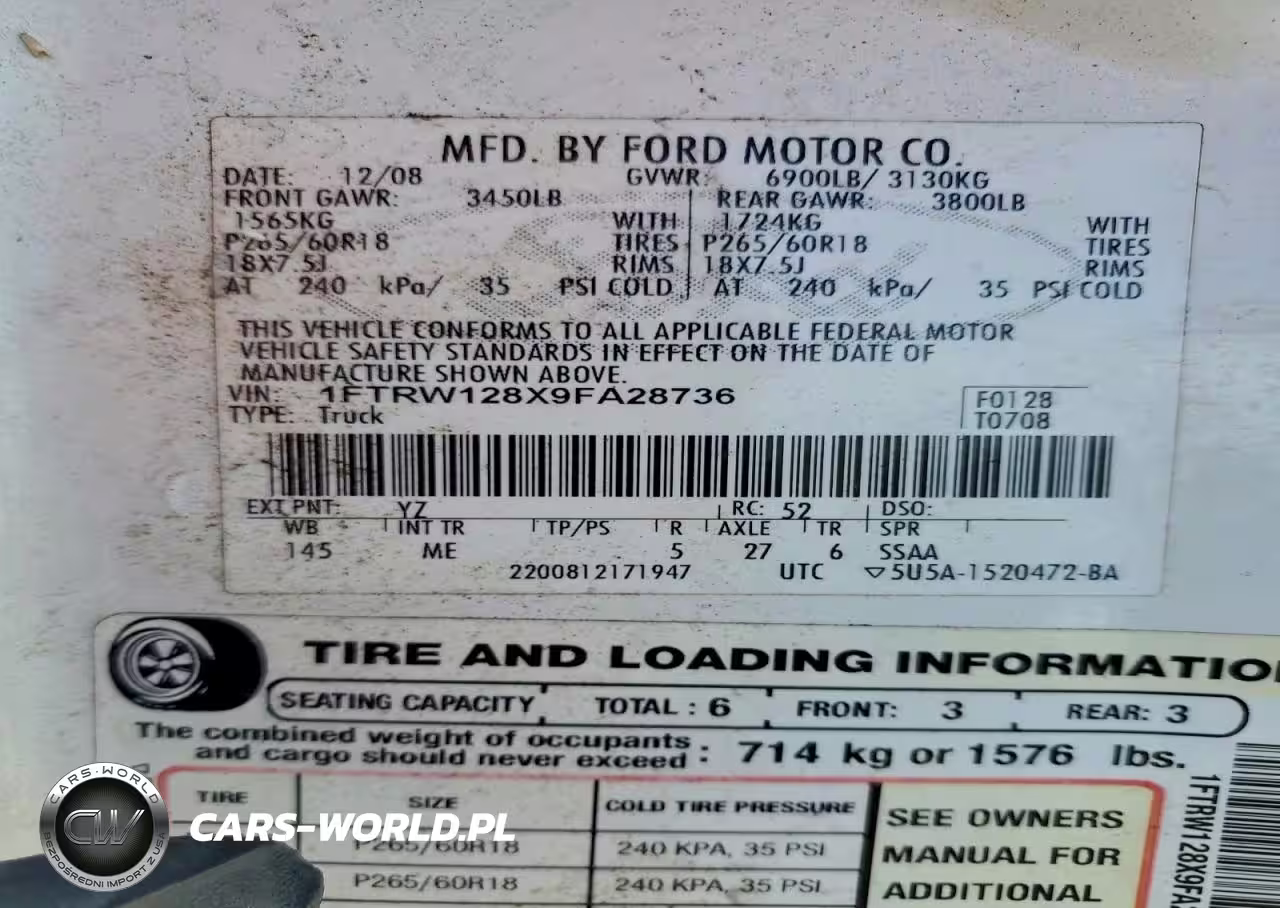 MFD. BY FORD MOTOR CO.
DATE: 12/08 GVWR: 6900LB/ 3130KG
FRONT GAWR: 3450LB REAR GAWR: 3800LB
1565KG WITH 1724KG WITH
P265/60R18 TIRES P265/60R18 TIRES
18X7.5J RIMS 18X7.5J RIMS
AT 240 kPa/ 35 PSI COLD AT 240 kPa/ 35 PSI COLD
THIS VEHICLE CONFORMS TO ALL APPLICABLE FEDERAL MOTOR
VEHICLE SAFETY STANDARDS IN EFFECT ON THE DATE OF
MANUFACTURE SHOWN ABOVE.
VIN: 1FTRW128X9FA28736
TYPE: Truck
F0128
T0708
EXT PNT: YZ RC: 52 DSO:
WB INT TR TP/PS R AXLE TR SPR
145 ME 5 27 6 SSAA
2200812171947 UTC ▽5U5A-1520472-BA
TIRE AND LOADING INFORMATIO
SEATING CAPACITY TOTAL : 6 FRONT: 3 REAR: 3
The combined weight of occupants
and cargo should never exceed : 714 kg or 1576 lbs.
TIRE SIZE COLD TIRE PRESSURE
P265/60R18 240 KPA, 35 PSI
P265/60R18 240 KPA, 35 PSI
SEE OWNERS
MANUAL FOR
ADDITIONAL
1FTRW128X9FA
CARS-WORLD
CW
BEZPOŚREDNI IMPORT Z USA
CARS-WORLD.PL